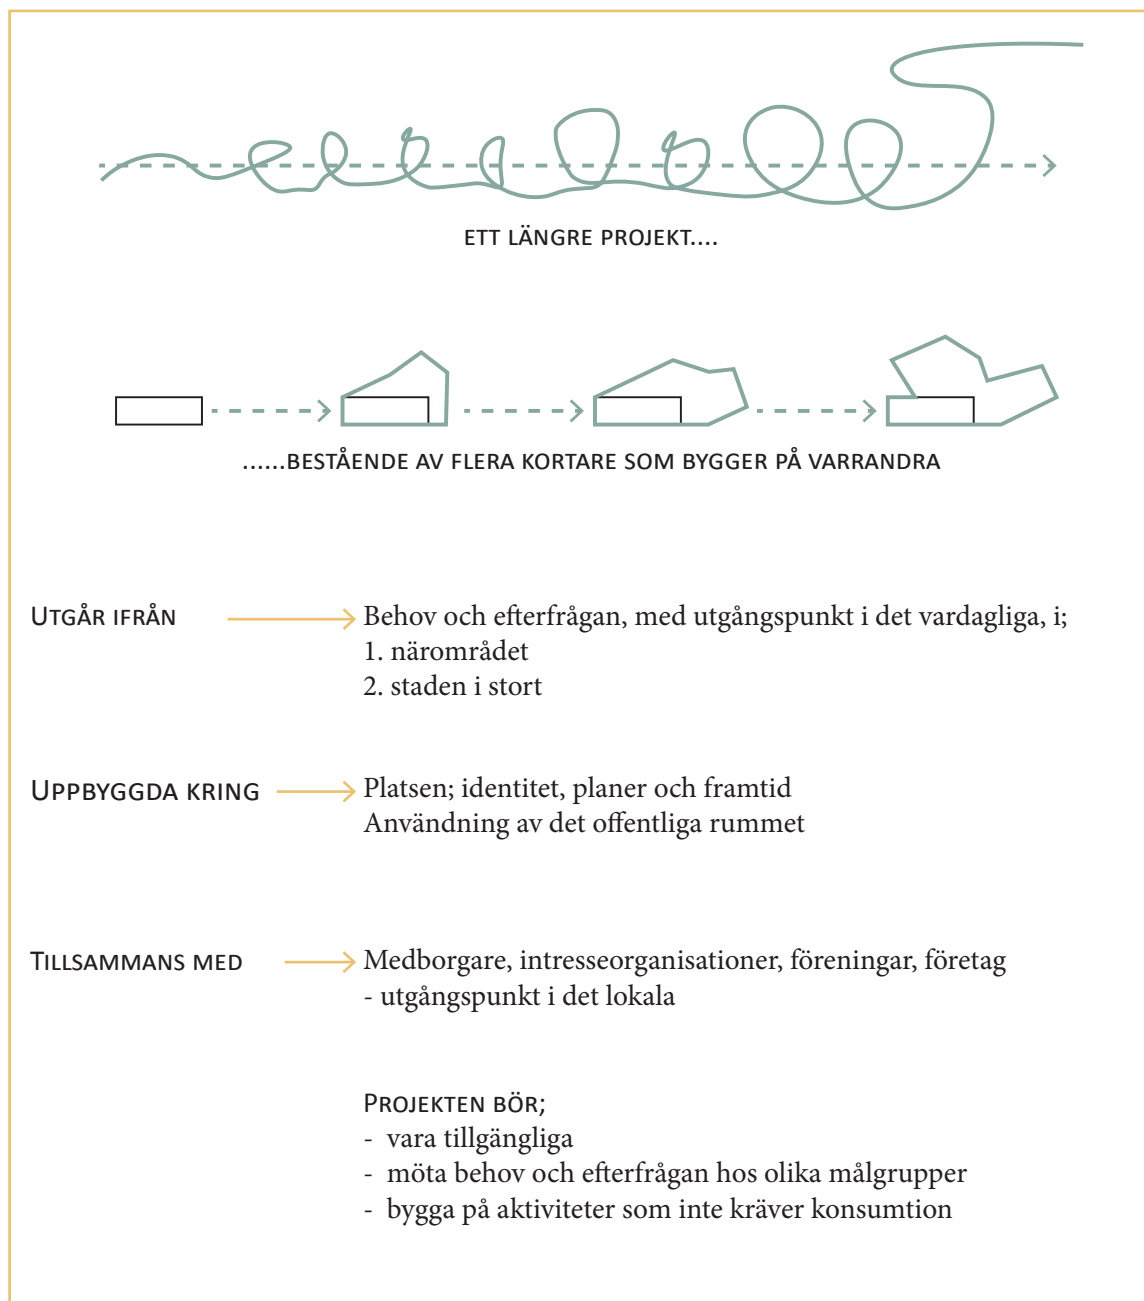 ETT LÄNGRE PROJEKT....
......BESTÅENDE AV FLERA KORTARE SOM BYGGER PÅ VARRANDRA
UTGÅR IFRÅN
Behov och efterfrågan, med utgångspunkt i det vardagliga, i;
1. närområdet
2. staden i stort
UPPBYGGDA KRING
Platsen; identitet, planer och framtid
Användning av det offentliga rummet
TILLSAMMANS MED
Medborgare, intresseorganisationer, föreningar, företag
- utgångspunkt i det lokala
PROJEKTEN BÖR;
- vara tillgängliga
- möta behov och efterfrågan hos olika målgrupper
- bygga på aktiviteter som inte kräver konsumtion